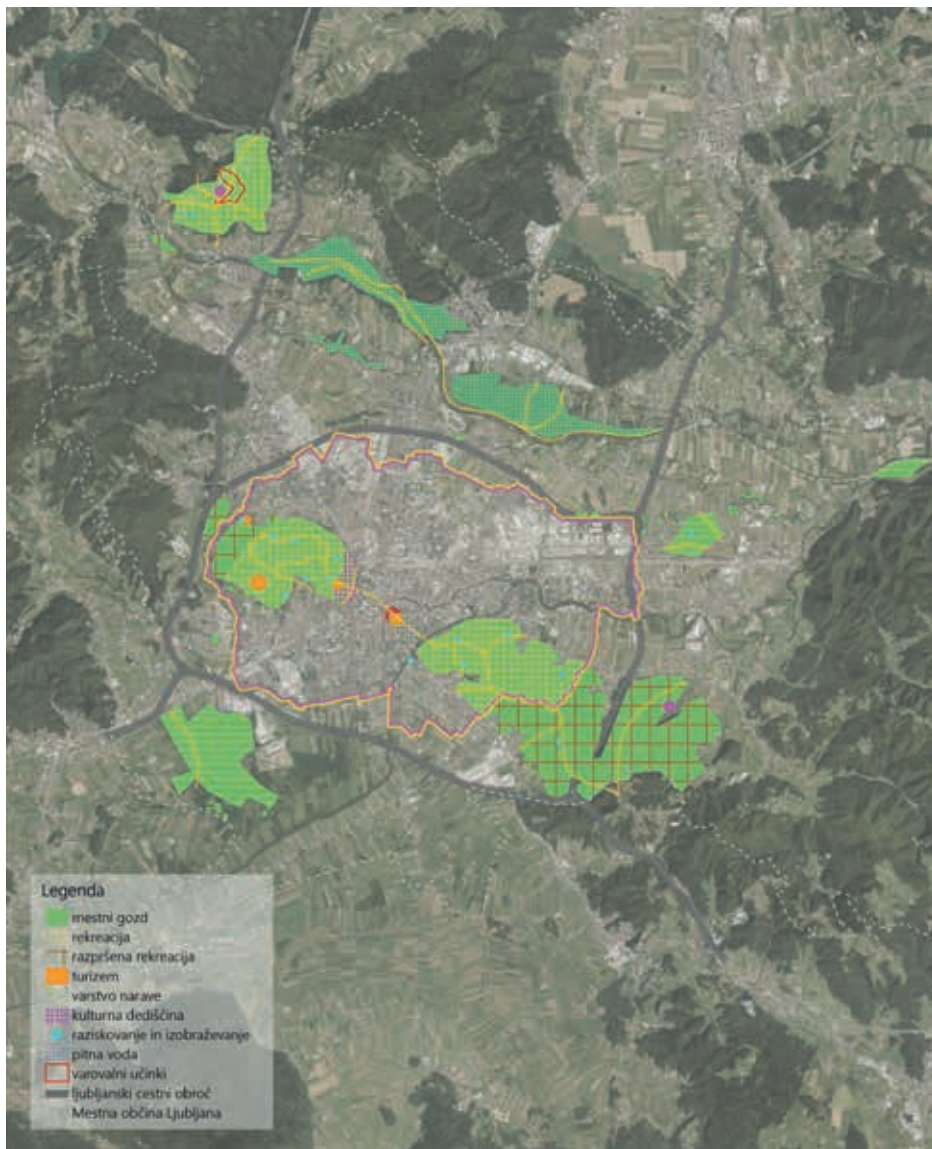 Legenda
mestni gozd
rekreacija
razpršena rekreacija
turizem
varstvo narave
kulturna dediščina
raziskovanje in izobraževanje
pitna voda
varovalni učinki
ljubljanski cestni obroč
Mestna občina Ljubljana